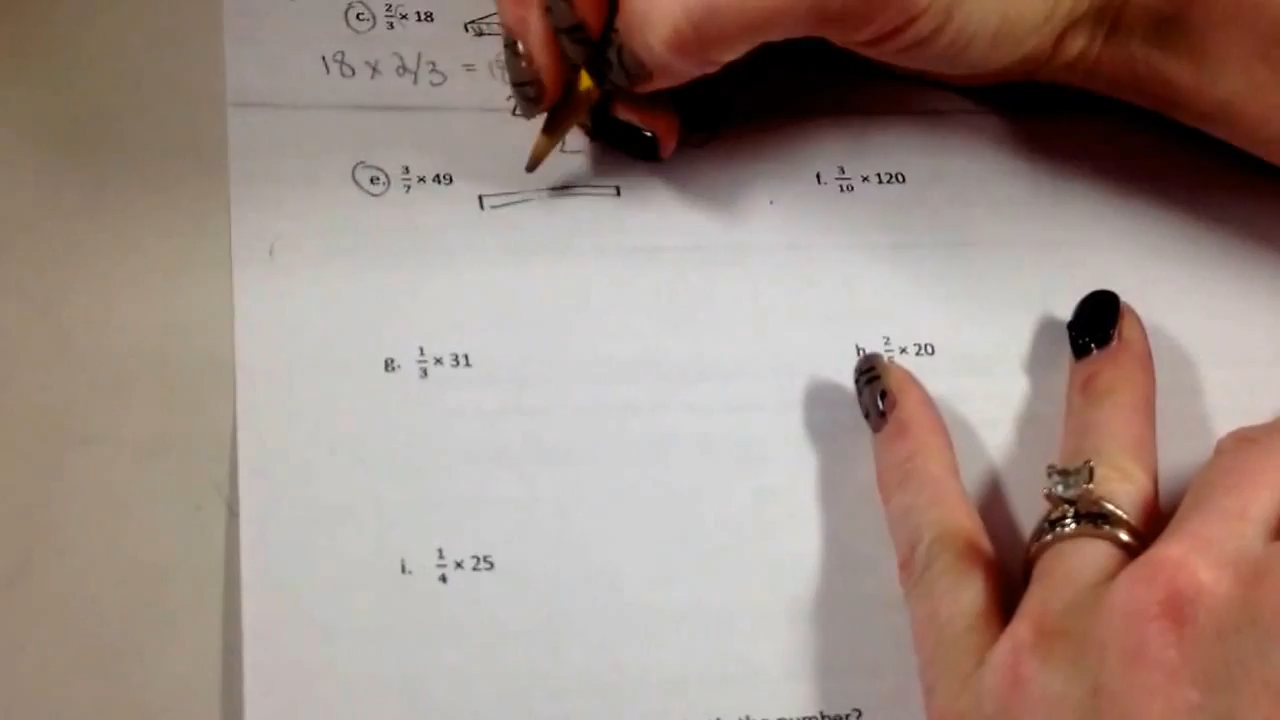 c. 2/3 × 18
18 × 2/3 =
e. 3/7 × 49
f. 3/10 × 120
g. 1/3 × 31
h. 2/ × 20
i. 1/4 × 25
number?